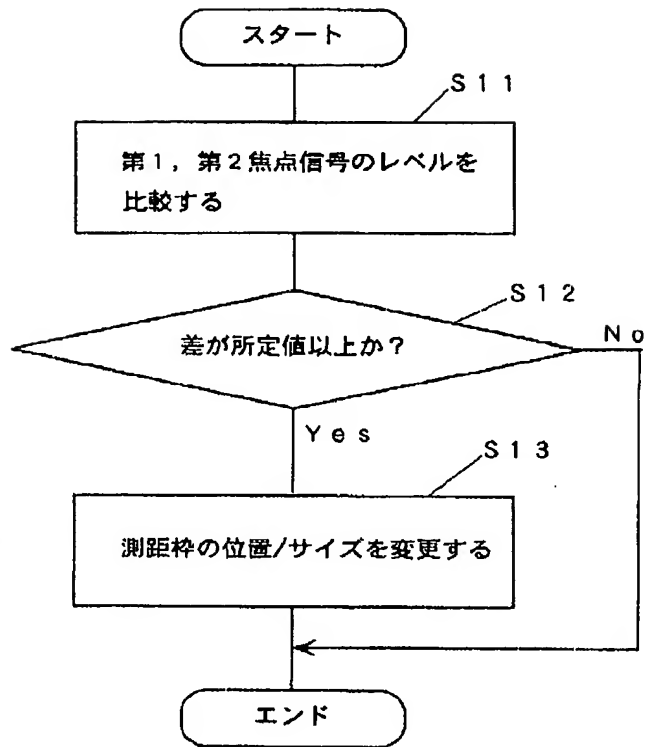 スタート
S11
第1，第2焦点信号のレベルを
比較する
S12
差が所定値以上か？
No
Yes
S13
測距枠の位置/サイズを変更する
エンド